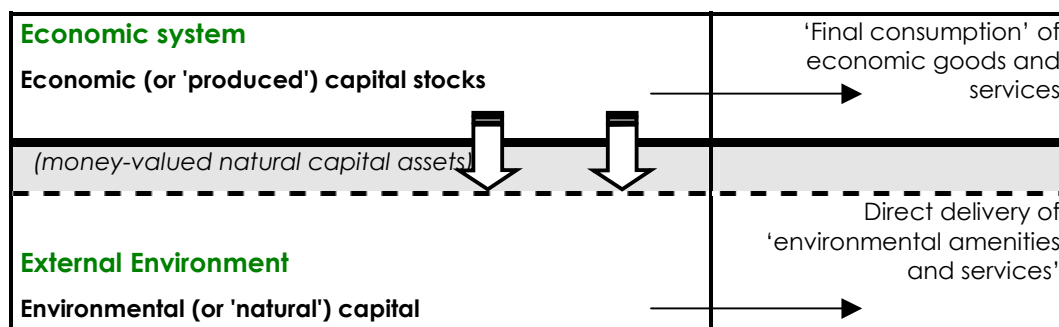 Economic system
Economic (or 'produced') capital stocks
‘Final consumption’ of
economic goods and
services
(money-valued natural capital assets)
External Environment
Environmental (or 'natural') capital
Direct delivery of
‘environmental amenities
and services’